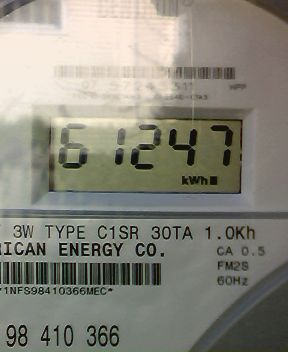 61247
kWh
3W TYPE C1SR 30TA 1.0Kh
RICAN ENERGY CO.
CA 0.5
FM2S
60Hz
*1NFS98410366MEC*
98 410 366